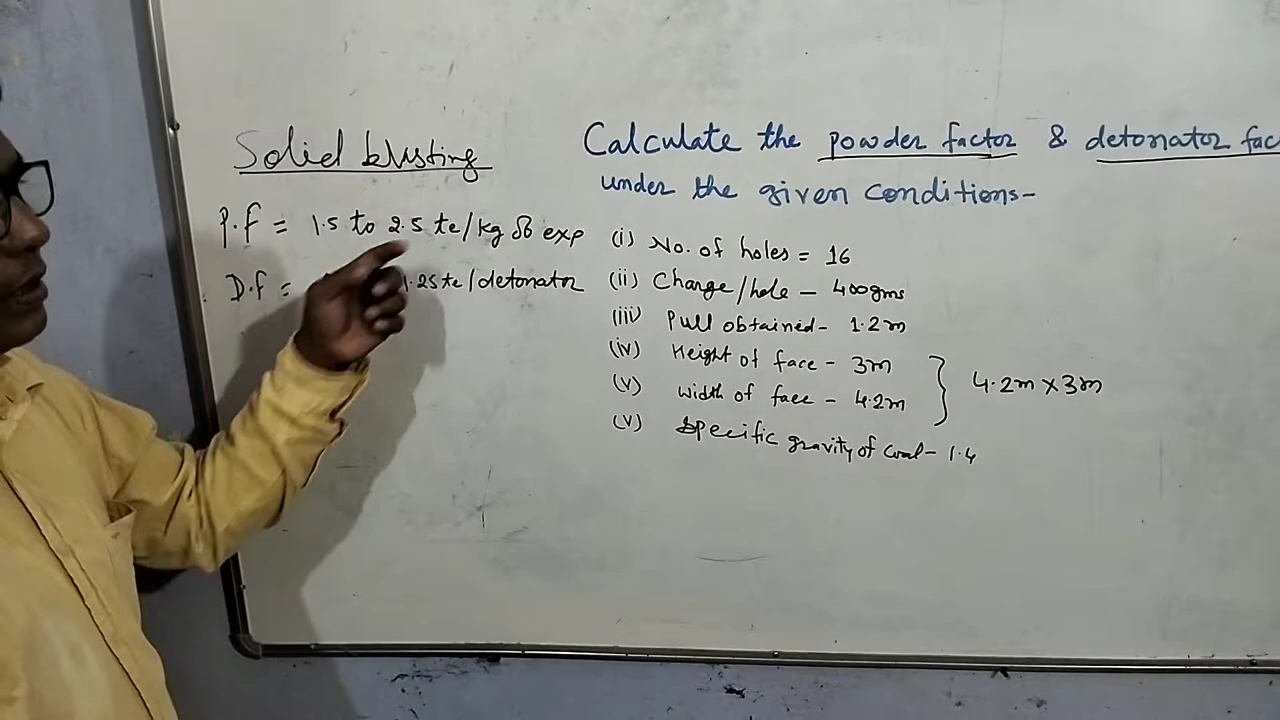 Solid blasting
P.f = 1.5 to 2.5 te/kg of exp
D.f = 1.25te/detonator
Calculate the powder factor & detonator fac
under the given conditions-
(i) No. of holes = 16
(ii) Charge/hole - 400gms
(iii) Pull obtained- 1.2m
(iv) Height of face - 3m
(v) width of face - 4.2m
4.2m x 3m
(v) Specific gravity of coal- 1.4